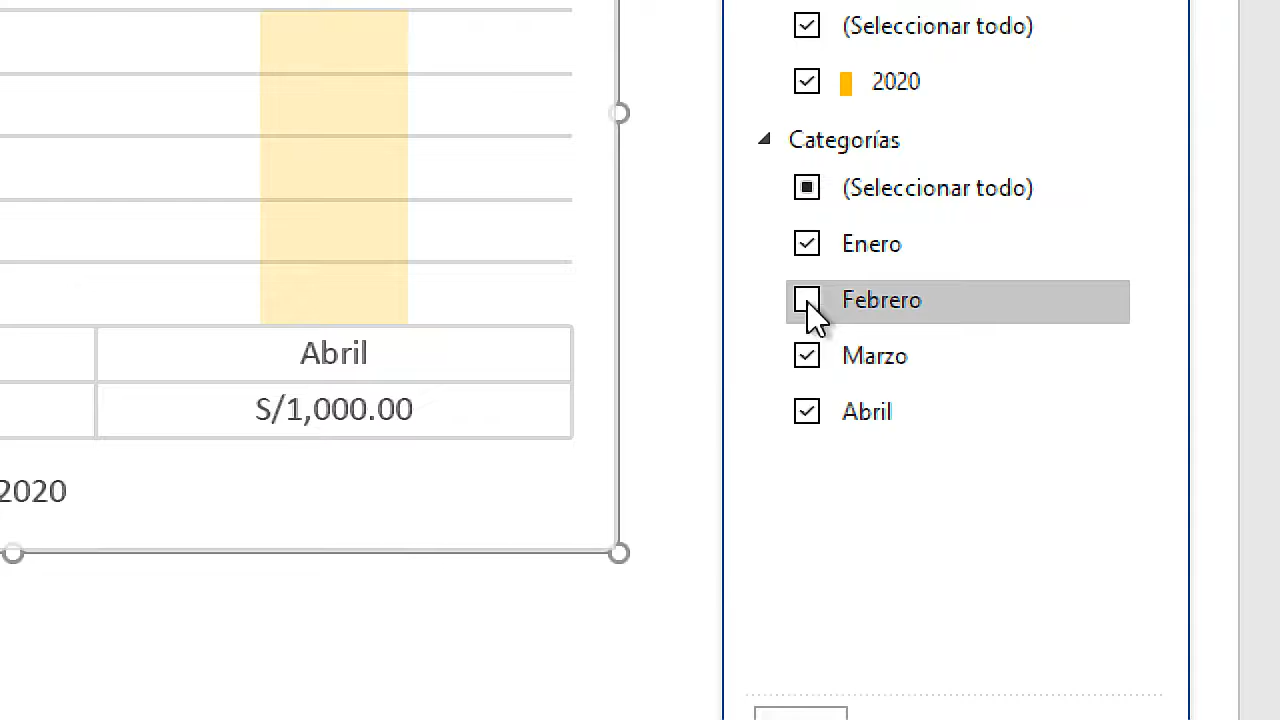 (Seleccionar todo)
2020
Categorías
(Seleccionar todo)
Enero
Febrero
Marzo
Abril
Abril
S/1,000.00
2020